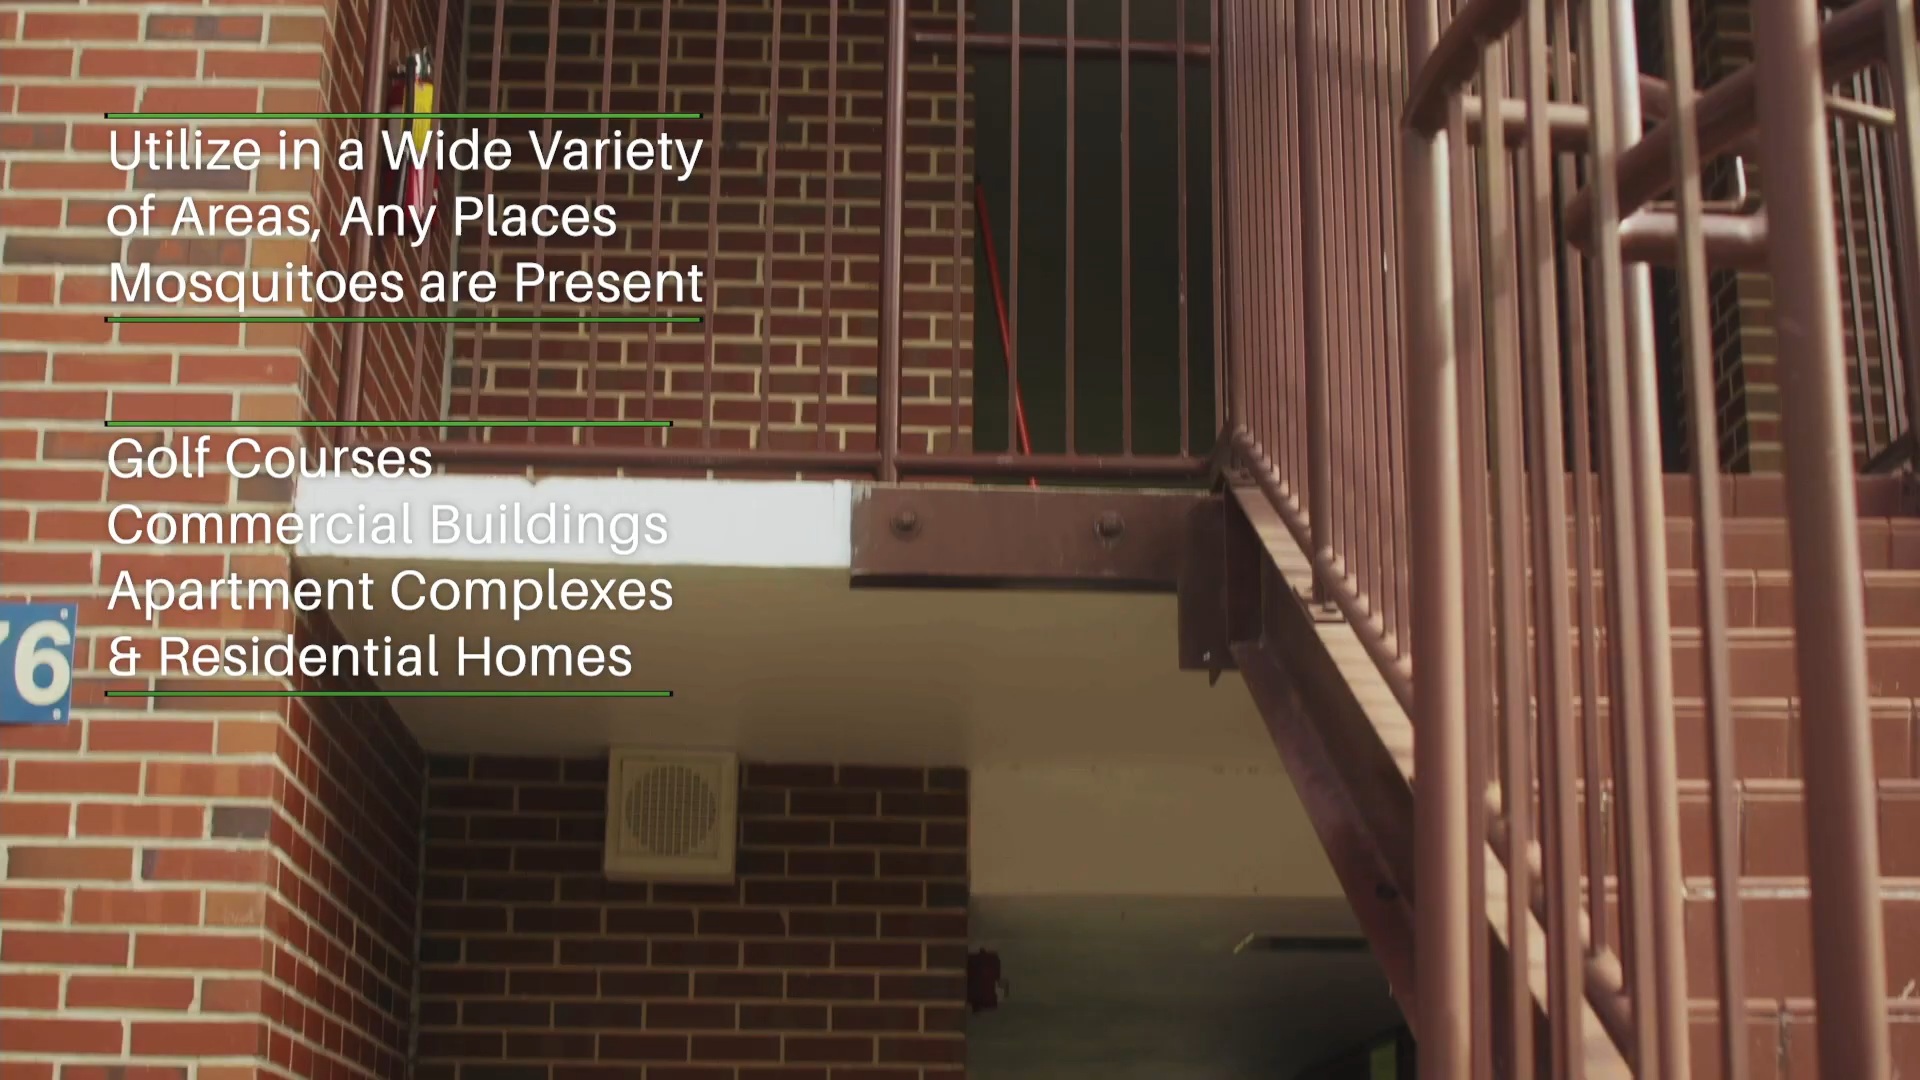 Utilize in a Wide Variety
of Areas, Any Places
Mosquitoes are Present
Golf Courses
Commercial Buildings
Apartment Complexes
& Residential Homes
76